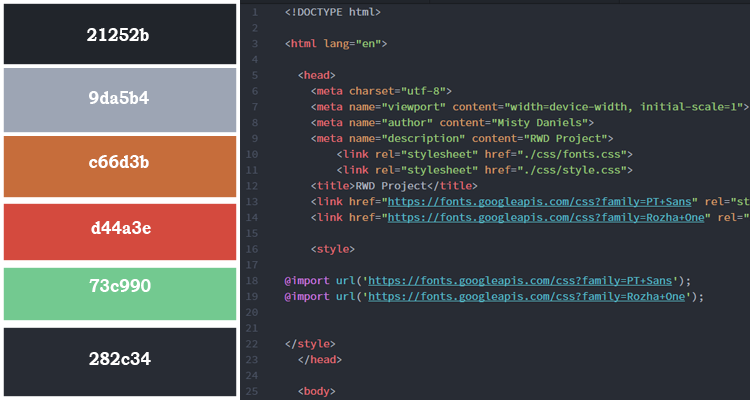 21252b
9da5b4
c66d3b
d44a3e
73c990
282c34
1 <!DOCTYPE html>
2
3 <html lang="en">
4
5 <head>
6 <meta charset="utf-8">
7 <meta name="viewport" content="width=device-width, initial-scale=1">
8 <meta name="author" content="Misty Daniels">
9 <meta name="description" content="RWD Project">
10 <link rel="stylesheet" href="./css/fonts.css">
11 <link rel="stylesheet" href="./css/style.css">
12 <title>RWD Project</title>
13 <link href="https://fonts.googleapis.com/css?family=PT+Sans" rel="st
14 <link href="https://fonts.googleapis.com/css?family=Rozha+One" rel="
15
16 <style>
17
18 @import url('https://fonts.googleapis.com/css?family=PT+Sans');
19 @import url('https://fonts.googleapis.com/css?family=Rozha+One');
20
21
22 </style>
23 </head>
24
25 <body>